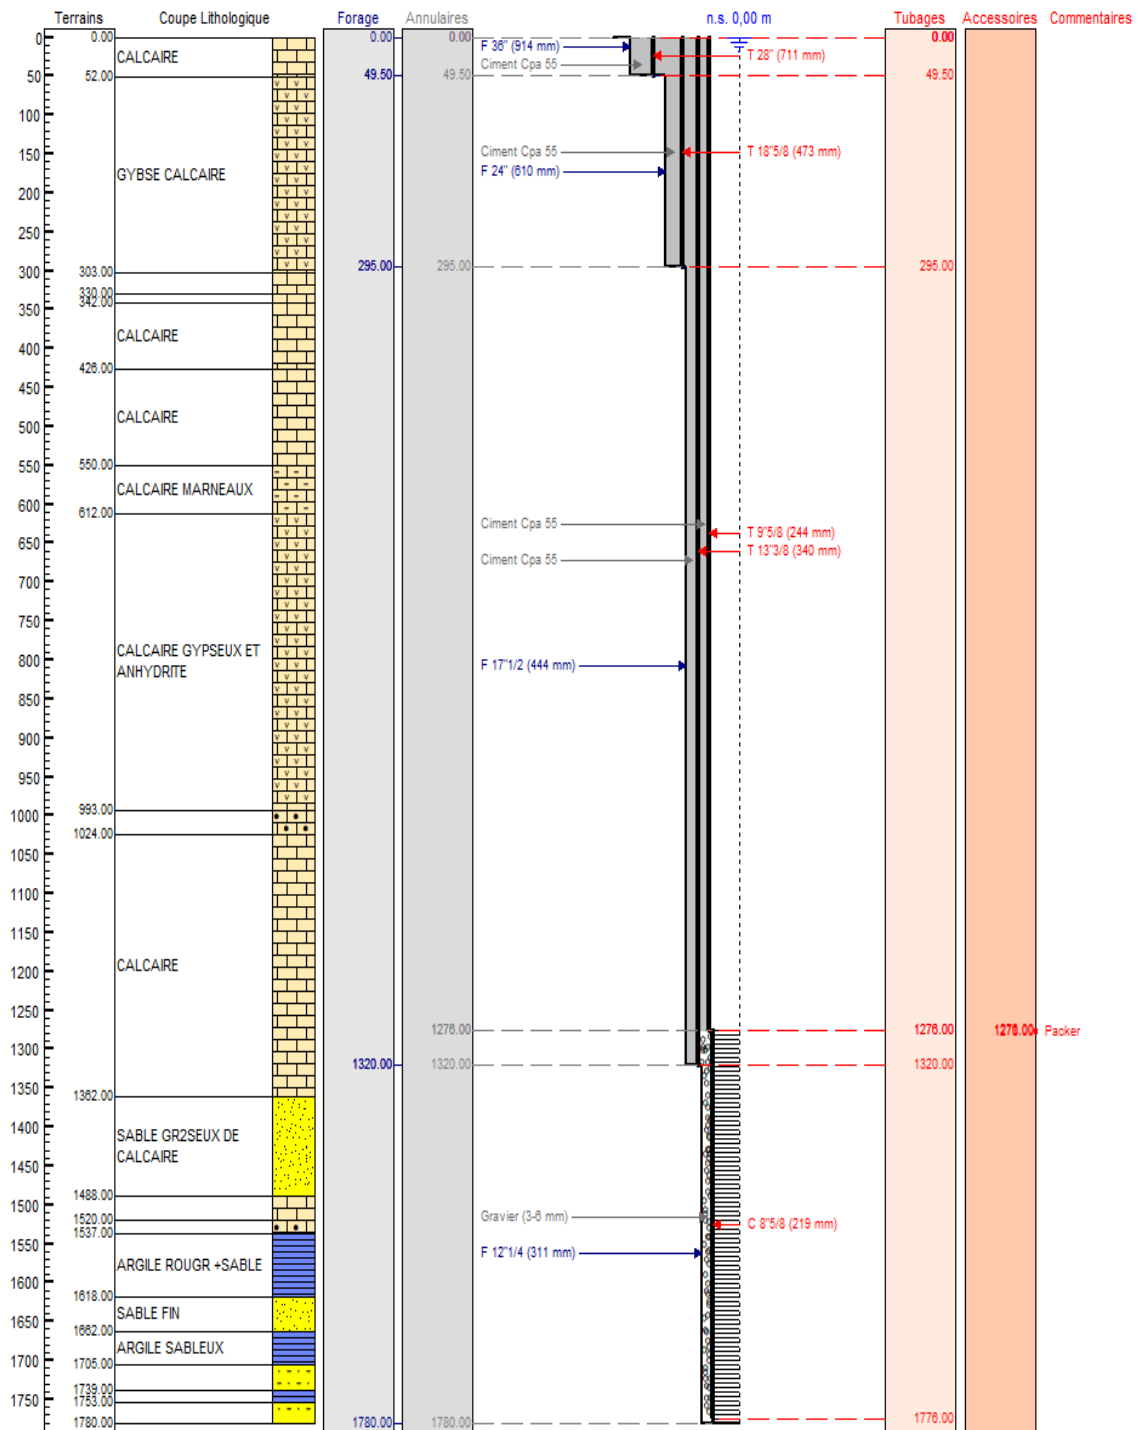 Terrains Coupe Lithologique Forage Annulaires n.s. 0,00 m Tubages Accessoires Commentaires
0 0.00 0.00 0.00 0.00
F 36" (914 mm)
CALCAIRE T 28" (711 mm)
Ciment Cpa 55
50 52.00 49.50 49.50 49.50
100
150 Ciment Cpa 55 T 18"5/8 (473 mm)
GYBSE CALCAIRE F 24" (610 mm)
200
250
295.00 295.00 295.00
300 303.00
330.00
342.00
350
CALCAIRE
400
426.00
450
CALCAIRE
500
550 550.00
CALCAIRE MARNEAUX
600 612.00
Ciment Cpa 55
T 9"5/8 (244 mm)
650 T 13"3/8 (340 mm)
Ciment Cpa 55
CALCAIRE GYPSEUX ET
ANHYDRITE
700
750
800 F 17"1/2 (444 mm)
850
900
950
993.00
1000
1024.00
1050
1100
1150
CALCAIRE
1200
1250
1276.00 1276.00 1276.00 Packer
1300
1320.00 1320.00 1320.00
1350 1362.00
1400
SABLE GR2SEUX DE
CALCAIRE
1450
1488.00
1500
Gravier (3-6 mm)
1520.00 C 8"5/8 (219 mm)
1537.00
1550 F 12"1/4 (311 mm)
ARGILE ROUGR +SABLE
1600
1618.00
SABLE FIN
1650 1662.00
ARGILE SABLEUX
1700 1705.00
1739.00
1750 1753.00
1780.00 1780.00 1780.00 1776.00